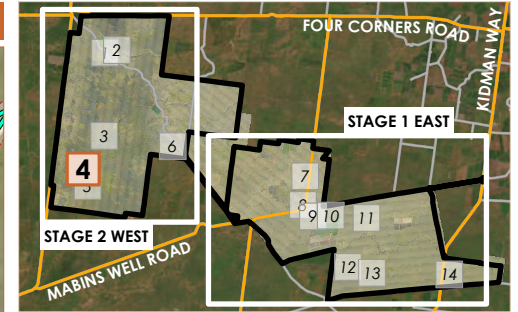 FOUR CORNERS ROAD
KIDMAN WAY
2
STAGE 1 EAST
3
6
4
5
7
8
9
10
11
STAGE 2 WEST
12
13
14
MABINS WELL ROAD